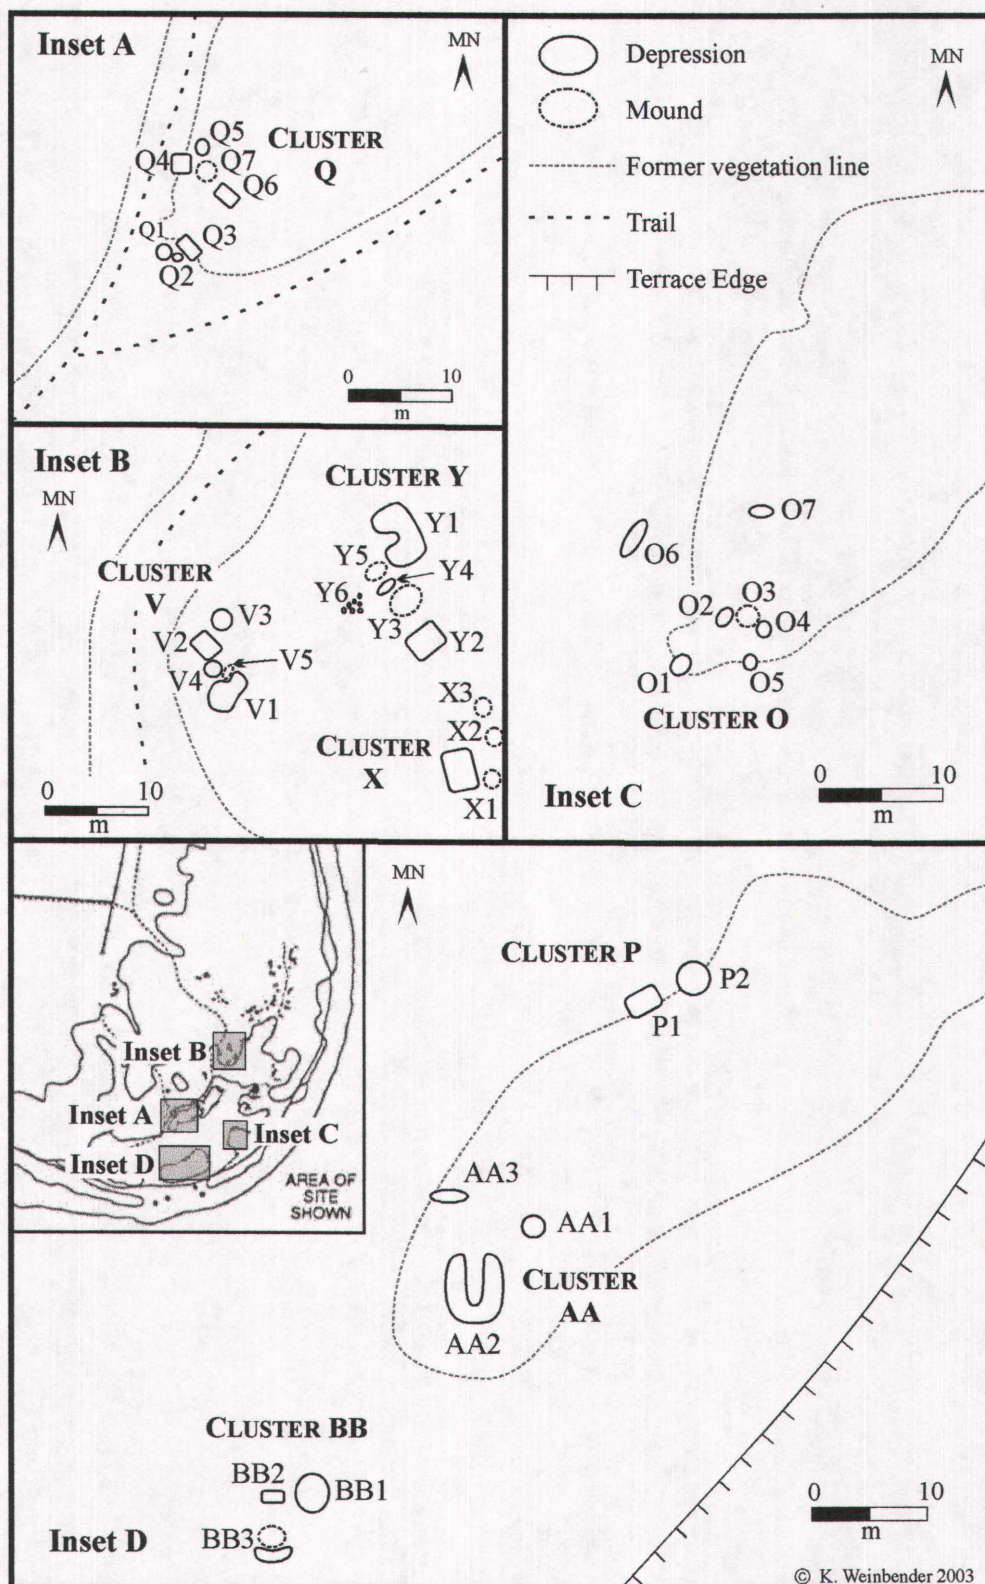 Inset A
MN
Q5
CLUSTER
Q
Q4
Q7
Q6
Q1
Q3
Q2
0 10
m
Depression
MN
Mound
Former vegetation line
Trail
Terrace Edge
O7
O6
O3
O2
O4
O1
O5
CLUSTER O
0 10
m
Inset C
Inset B
MN
CLUSTER Y
Y1
Y5
Y4
CLUSTER
V
Y6
V3
Y3
V2
Y2
V5
V4
V1
X3
X2
CLUSTER
X
X1
0 10
m
Inset B
Inset A
Inset C
Inset D
AREA OF
SITE
SHOWN
MN
CLUSTER P
P2
P1
AA3
AA1
CLUSTER
AA
AA2
CLUSTER BB
BB2
BB1
BB3
Inset D
0 10
m
© K. Weinbender 2003